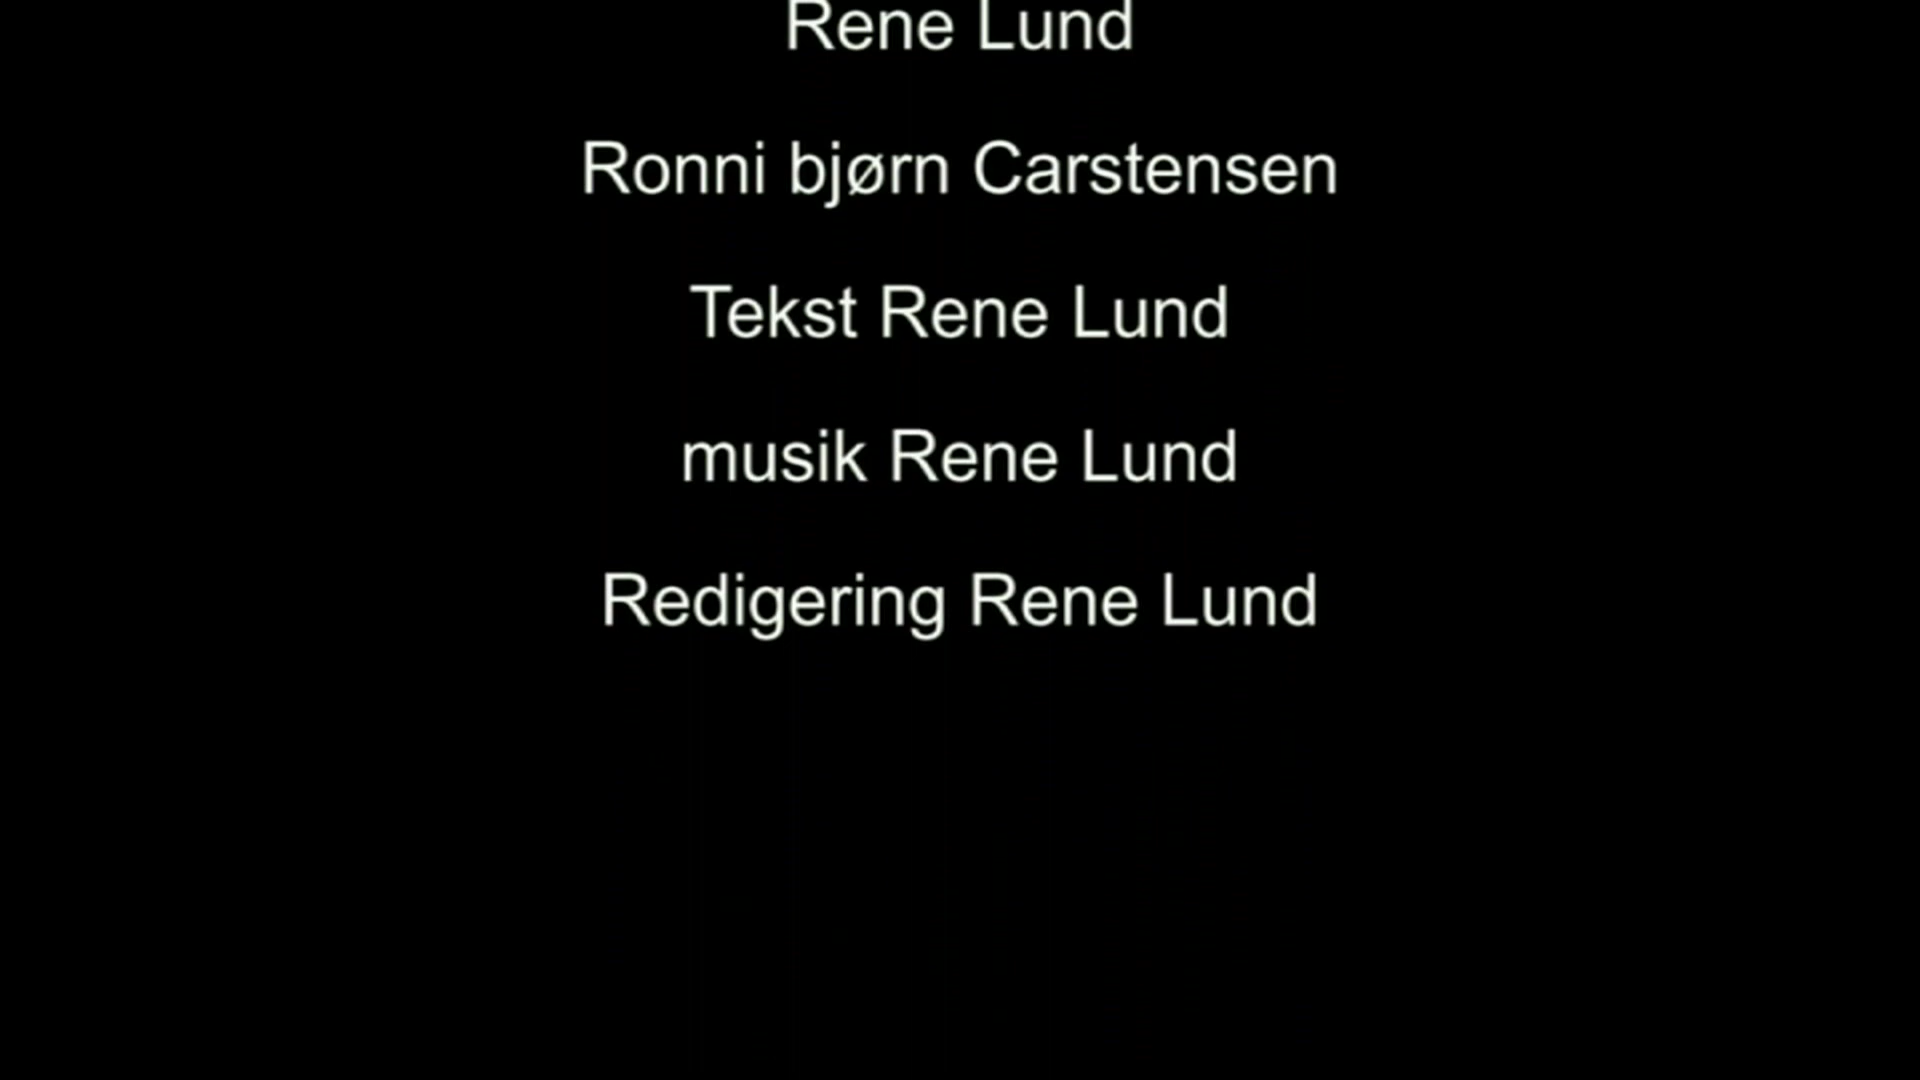 Rene Lund
Ronni bjørn Carstensen
Tekst Rene Lund
musik Rene Lund
Redigering Rene Lund